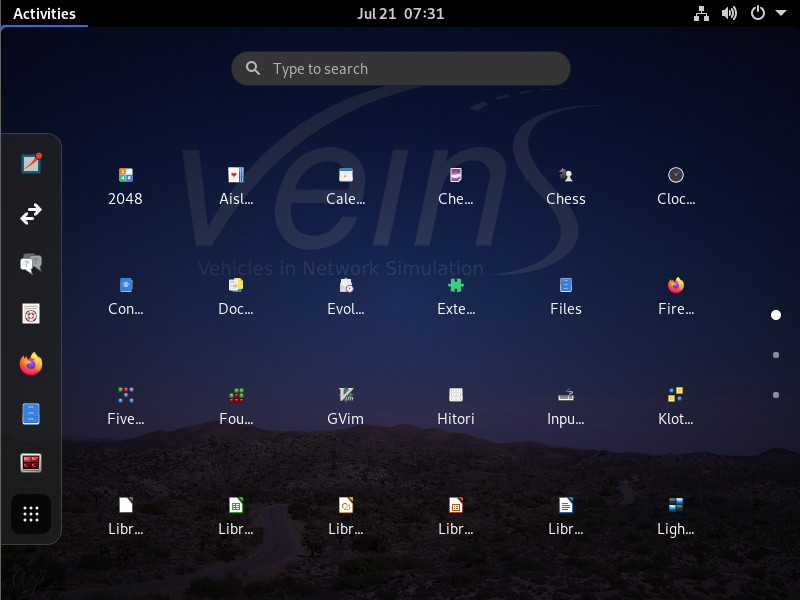 Activities
Jul 21 07:31
Type to search
Veins
Vehicles in Network Simulation
2048
Aisl...
Cale...
Che...
Chess
Cloc...
Con...
Doc...
Evol...
Exte...
Files
Fire...
Five...
Fou...
GVim
Hitori
Inpu...
Klot...
Libr...
Libr...
Libr...
Libr...
Libr...
Ligh...